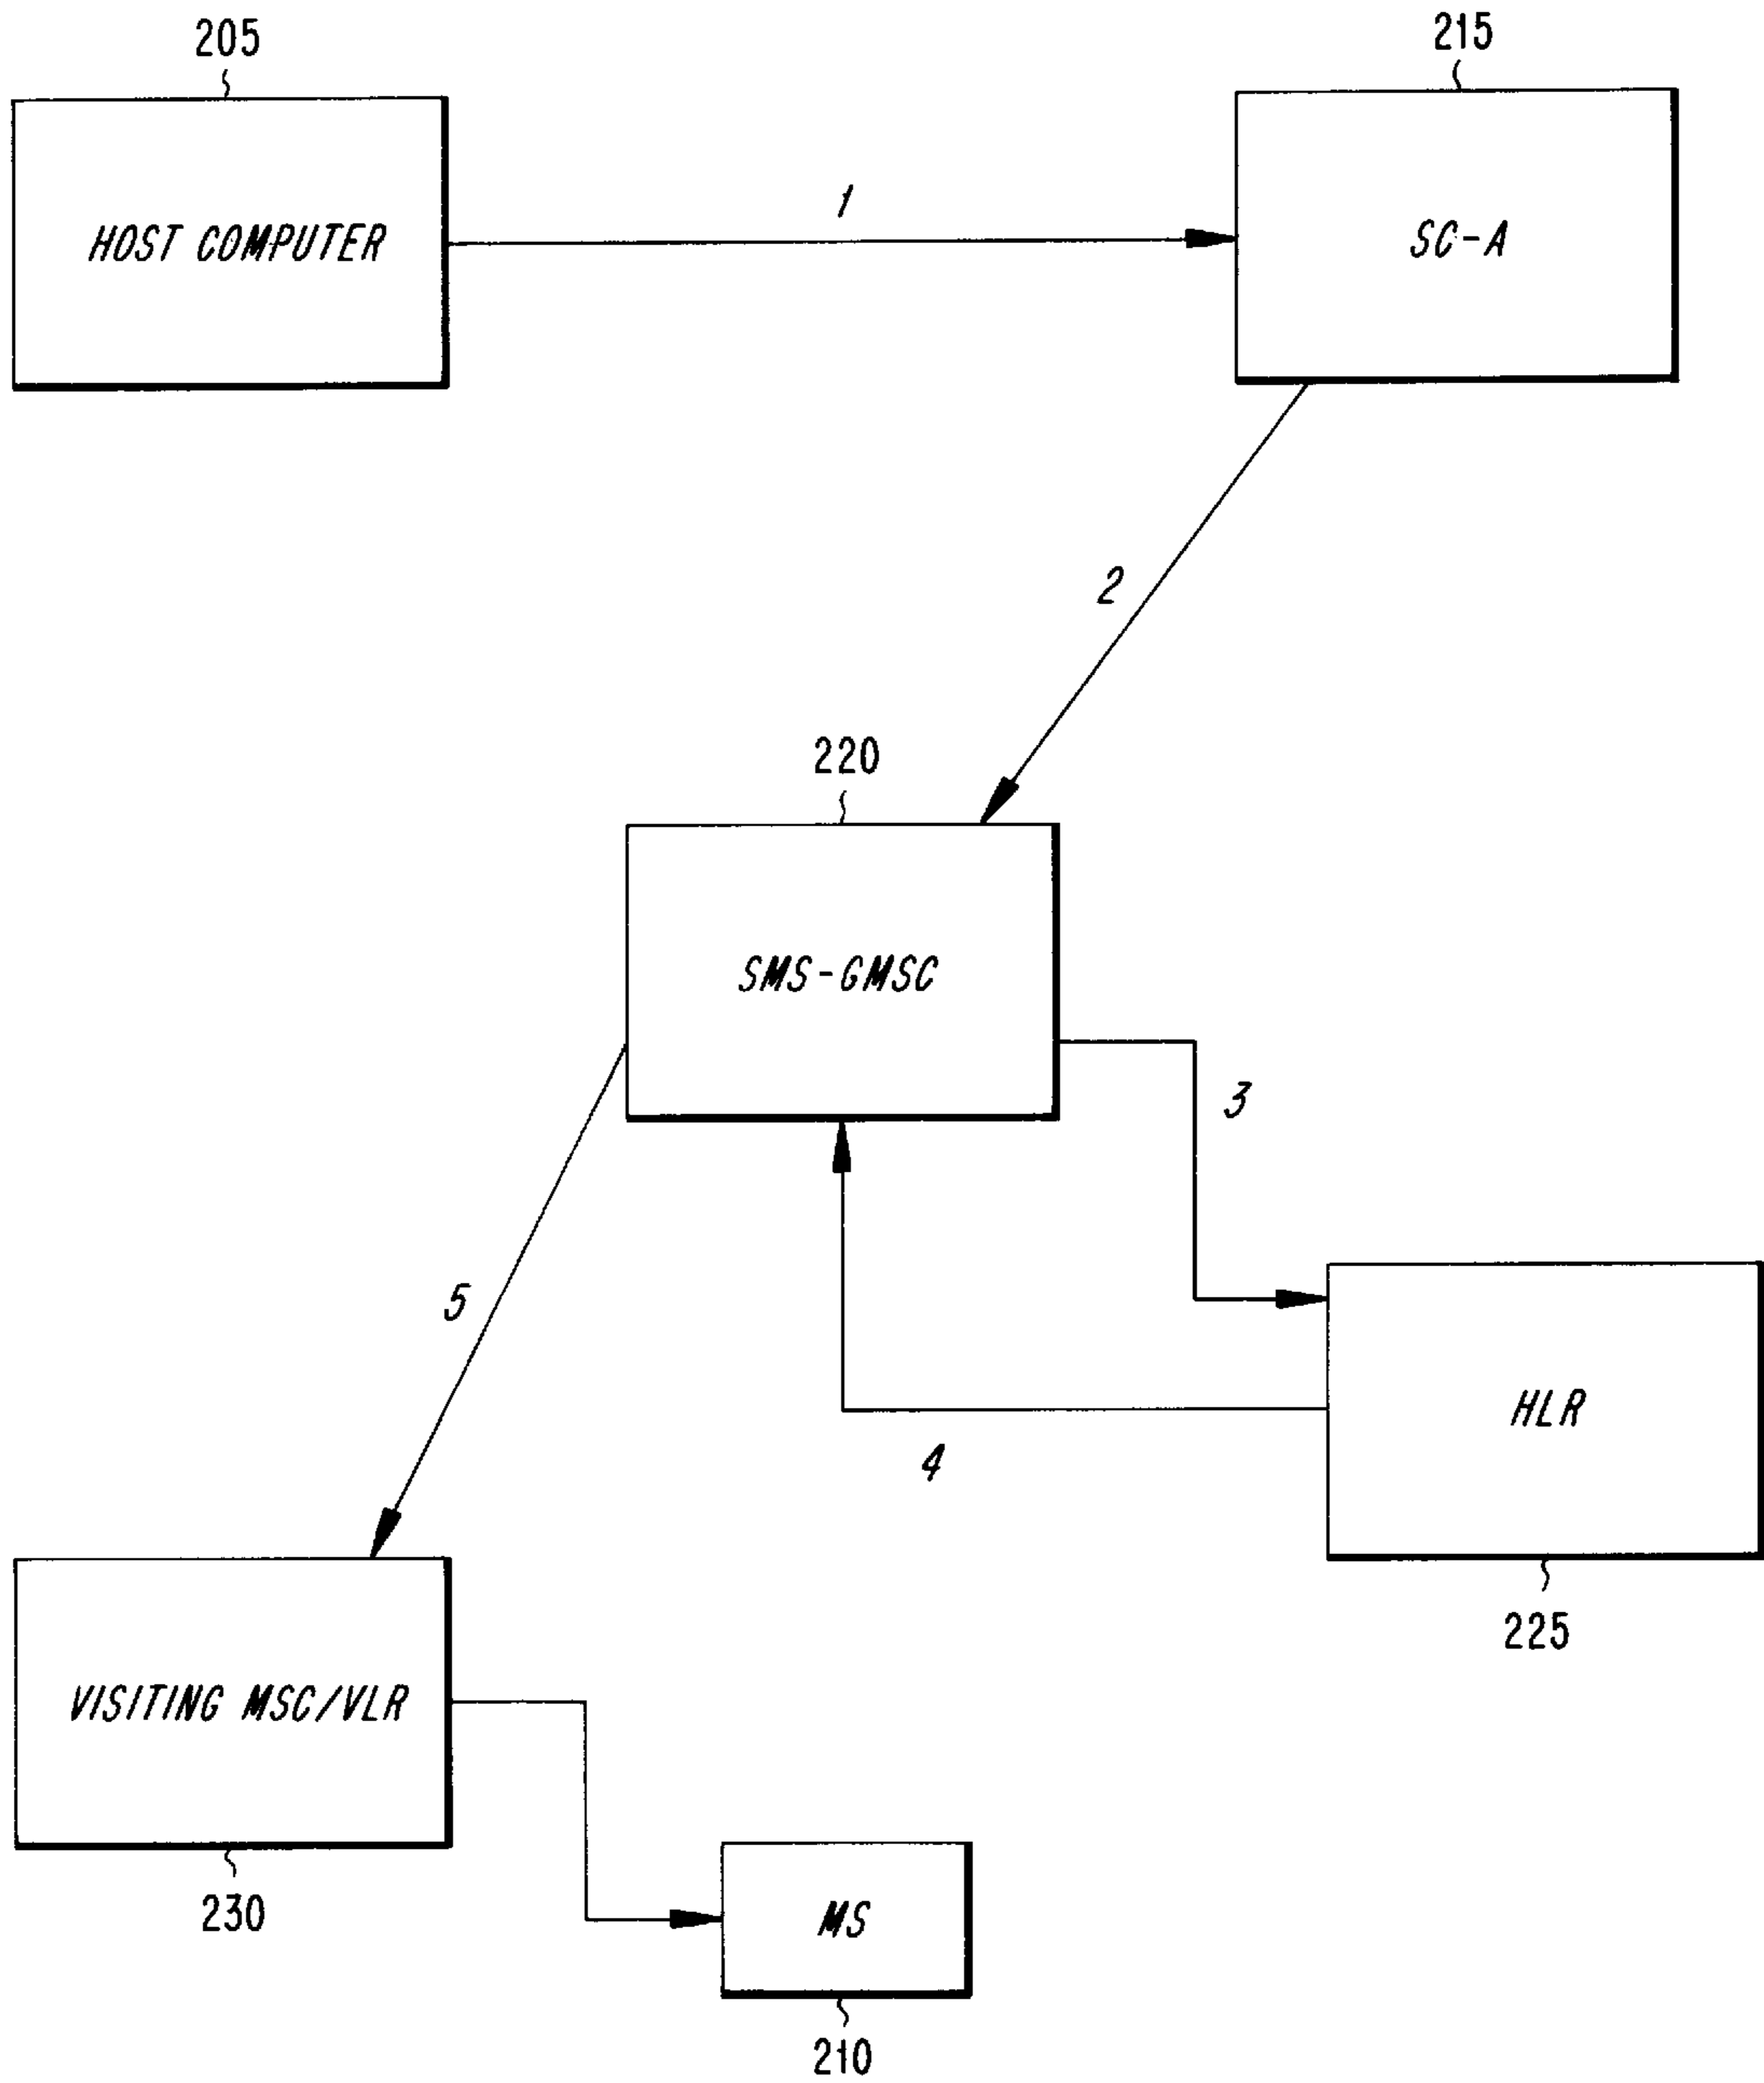 205
215
HOST COMPUTER
1
SC-A
2
220
SMS-GMSC
3
5
HLR
4
225
VISITING MSC/VLR
230
MS
210